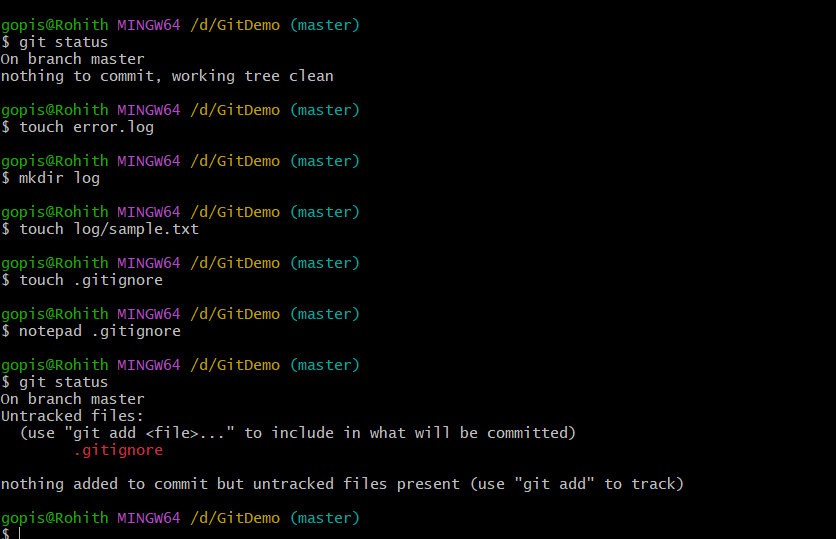 gopis@Rohith MINGW64 /d/GitDemo (master)
$ git status
On branch master
nothing to commit, working tree clean
gopis@Rohith MINGW64 /d/GitDemo (master)
$ touch error.log
gopis@Rohith MINGW64 /d/GitDemo (master)
$ mkdir log
gopis@Rohith MINGW64 /d/GitDemo (master)
$ touch log/sample.txt
gopis@Rohith MINGW64 /d/GitDemo (master)
$ touch .gitignore
gopis@Rohith MINGW64 /d/GitDemo (master)
$ notepad .gitignore
gopis@Rohith MINGW64 /d/GitDemo (master)
$ git status
On branch master
Untracked files:
  (use "git add <file>..." to include in what will be committed)
        .gitignore
nothing added to commit but untracked files present (use "git add" to track)
gopis@Rohith MINGW64 /d/GitDemo (master)
$